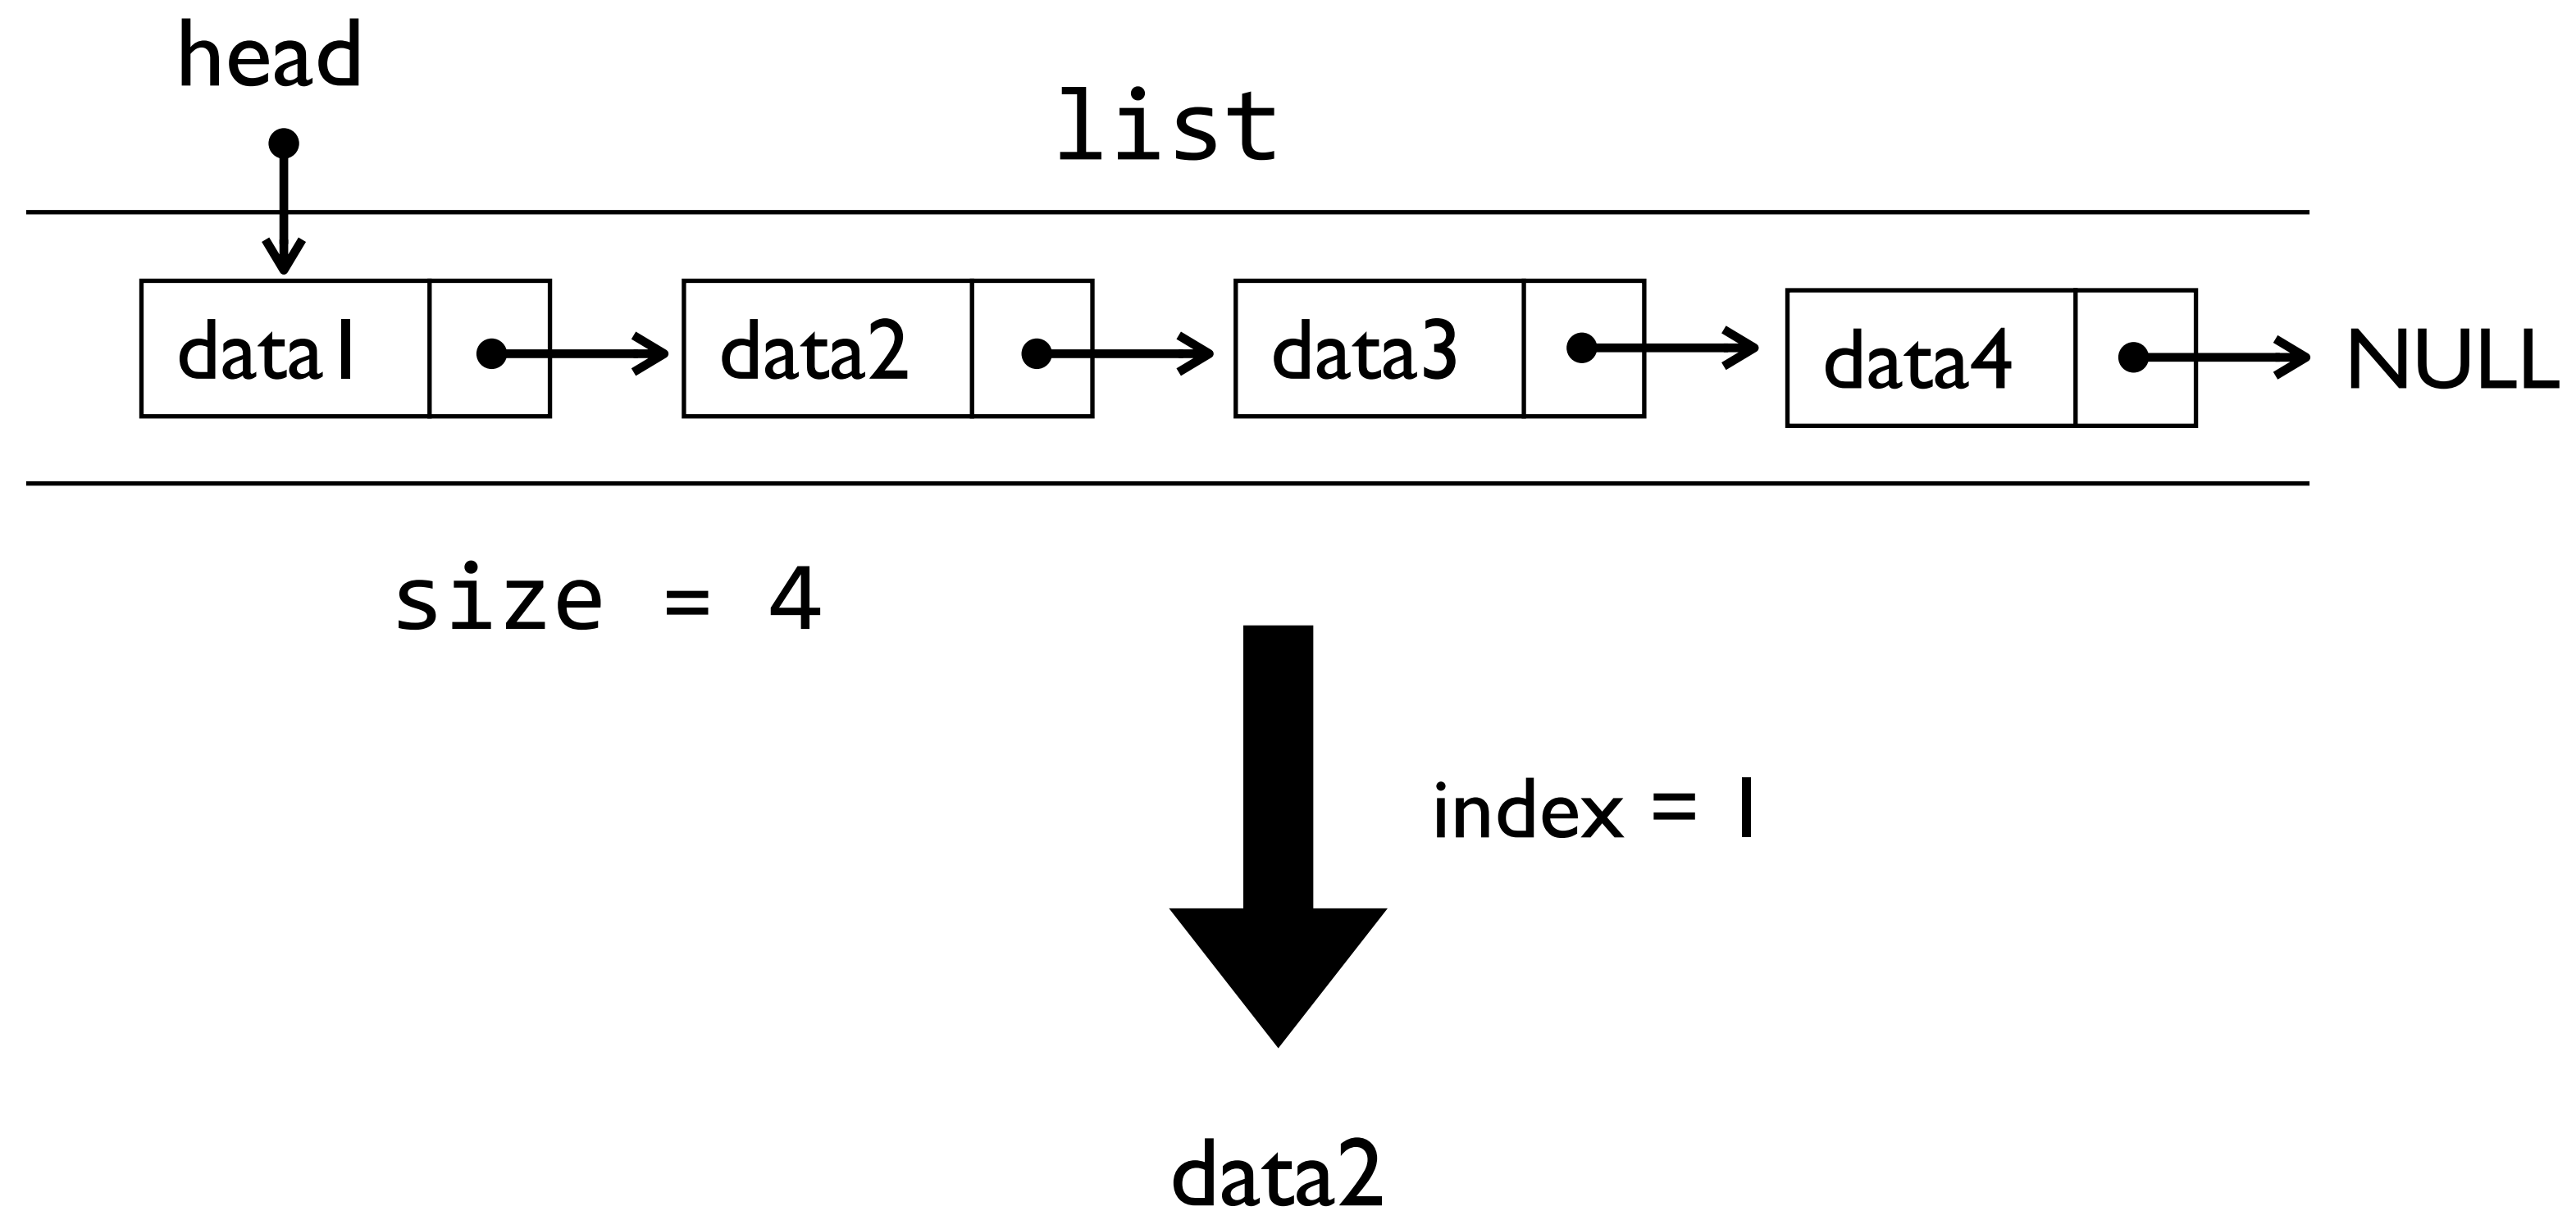 head
list
data1 data2 data3 data4 NULL
size = 4
index = 1
data2